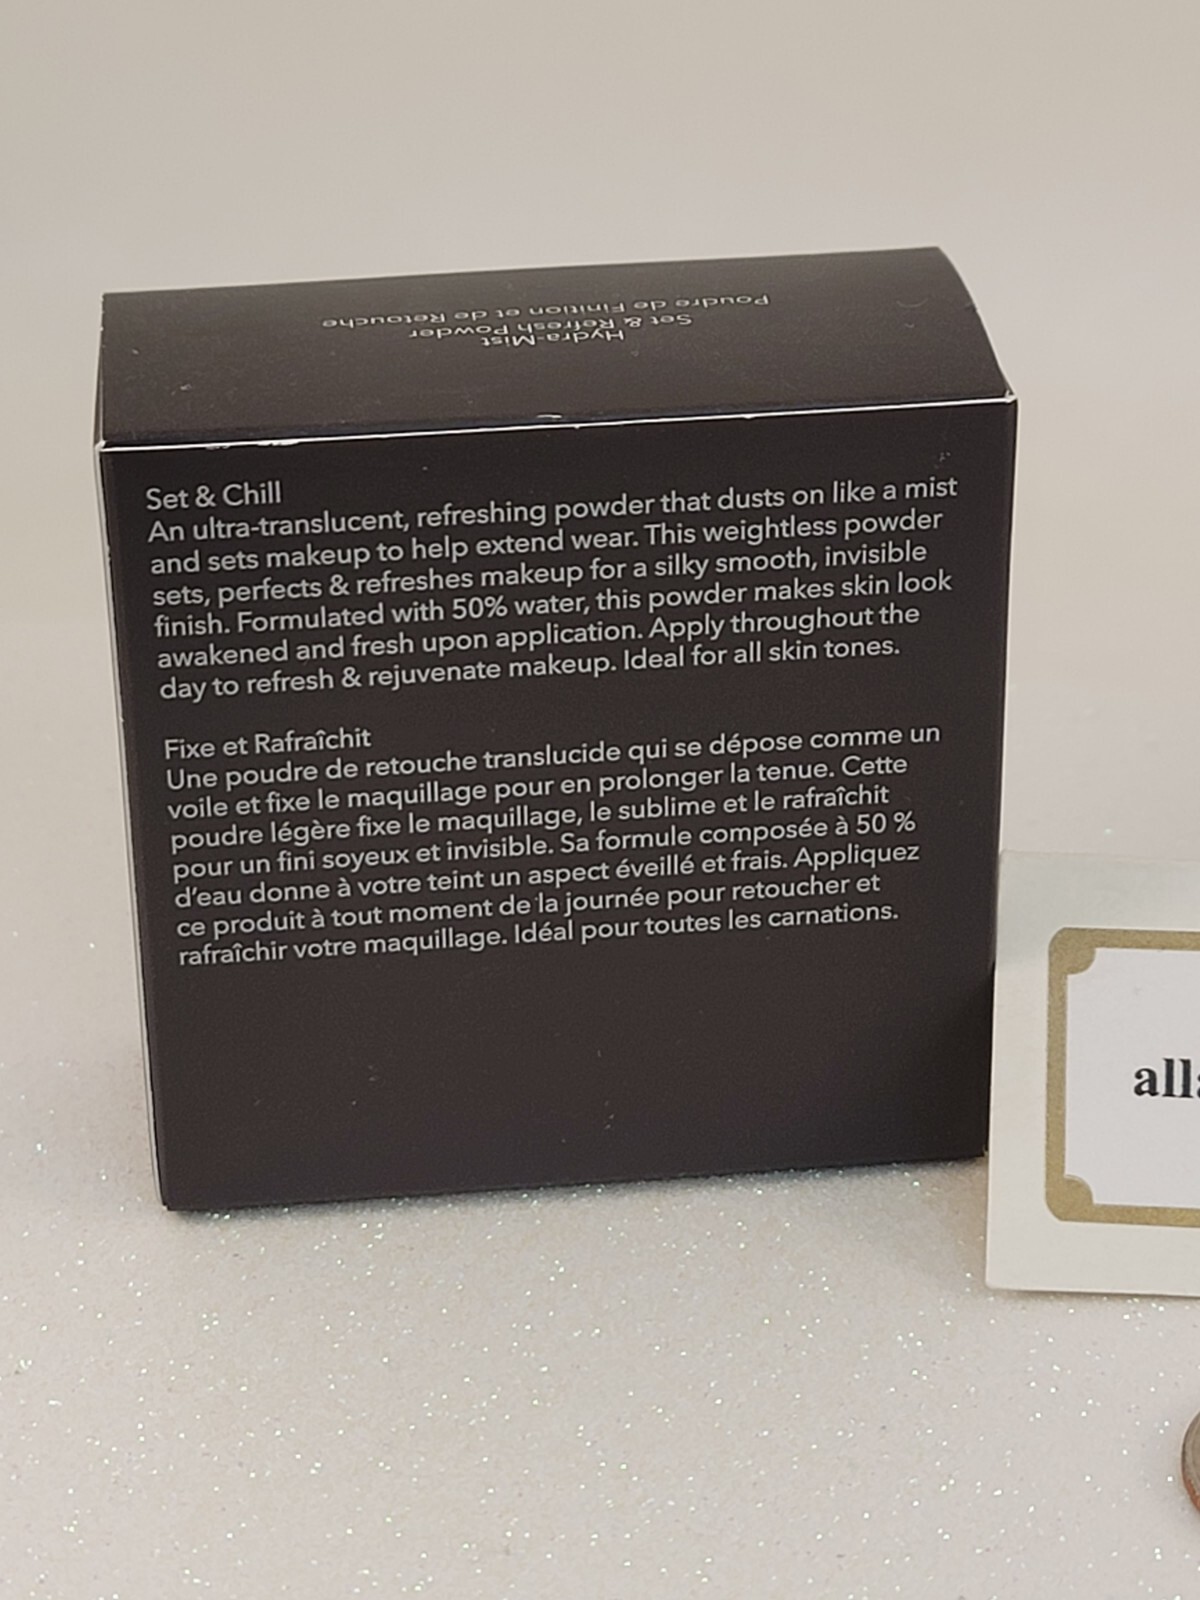 Hydra-Mist
Set & Refresh Powder
Poudre de Finition et de Retouche
Set & Chill
An ultra-translucent, refreshing powder that dusts on like a mist
and sets makeup to help extend wear. This weightless powder
sets, perfects & refreshes makeup for a silky smooth, invisible
finish. Formulated with 50% water, this powder makes skin look
awakened and fresh upon application. Apply throughout the
day to refresh & rejuvenate makeup. Ideal for all skin tones.
Fixe et Rafraîchit
Une poudre de retouche translucide qui se dépose comme un
voile et fixe le maquillage pour en prolonger la tenue. Cette
poudre légère fixe le maquillage, le sublime et le rafraîchit
pour un fini soyeux et invisible. Sa formule composée à 50 %
d'eau donne à votre teint un aspect éveillé et frais. Appliquez
ce produit à tout moment de la journée pour retoucher et
rafraîchir votre maquillage. Idéal pour toutes les carnations.